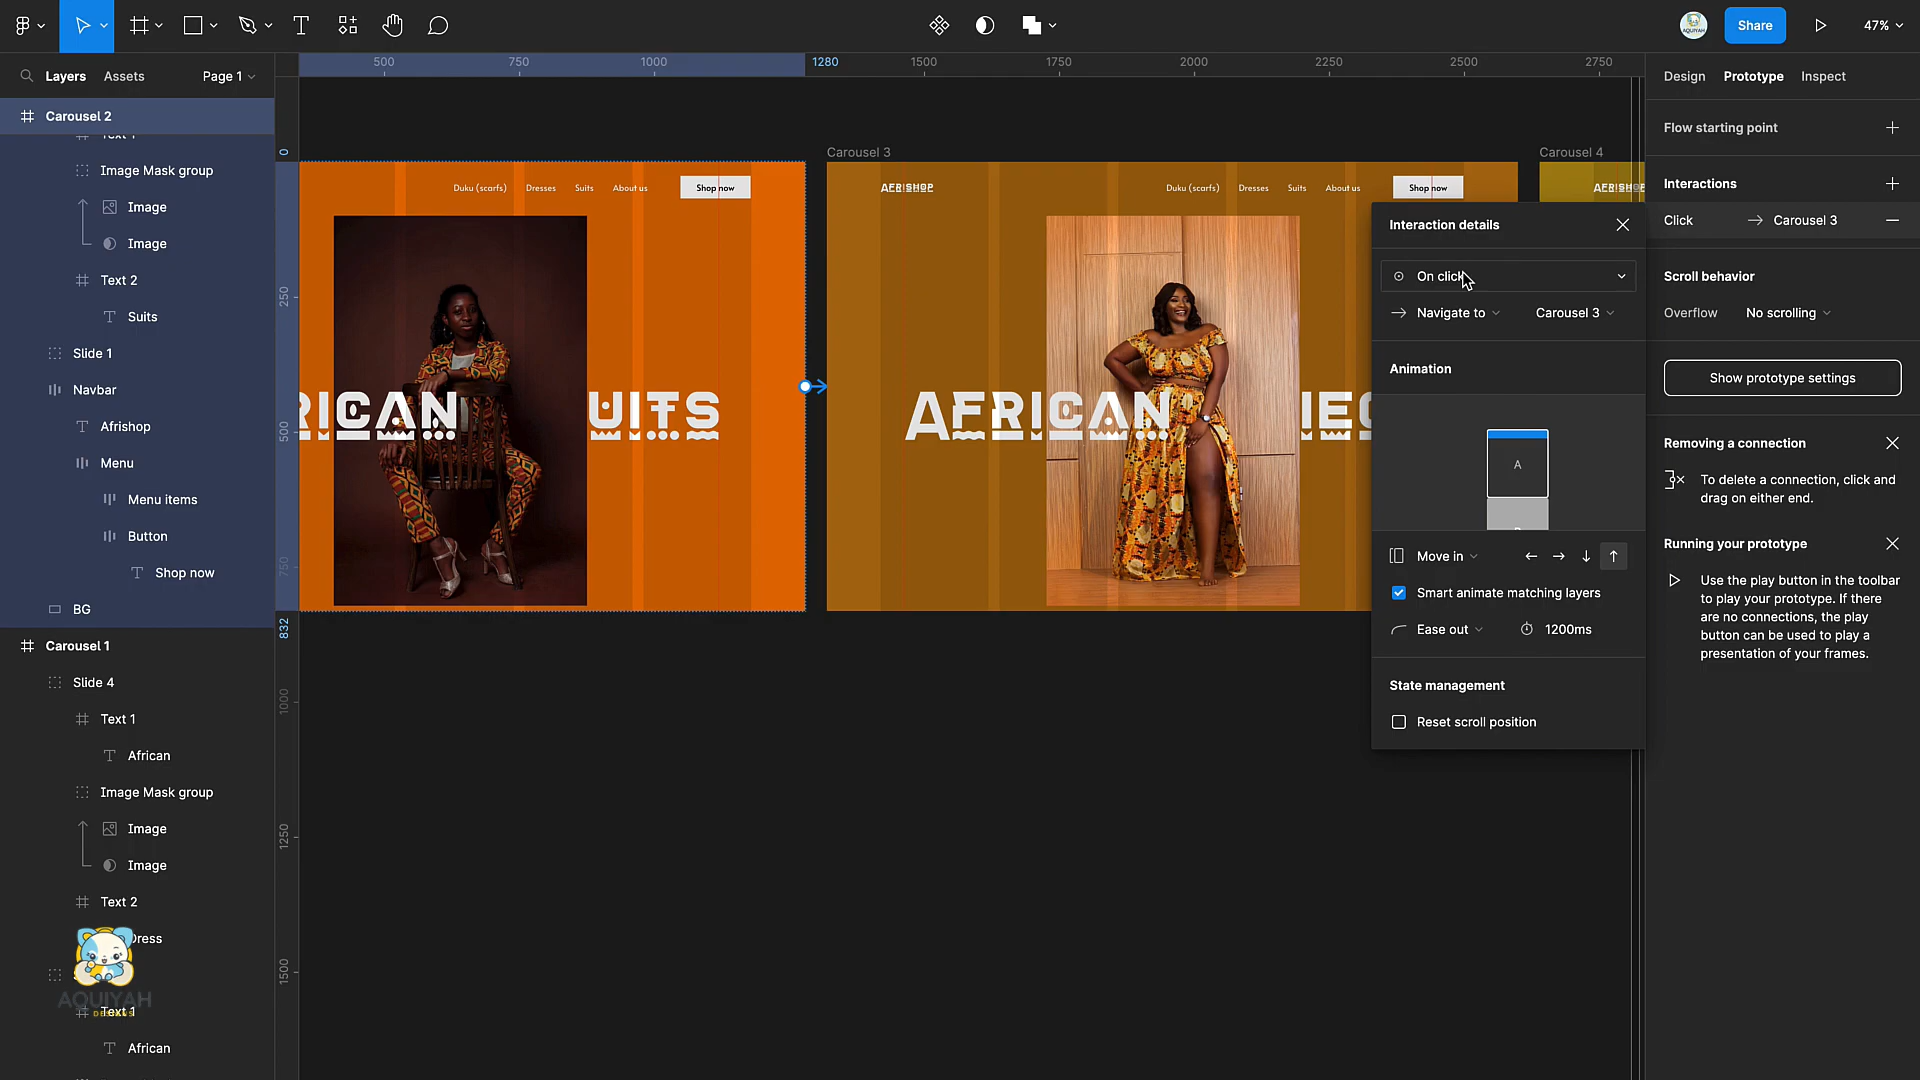 Share
47%
Layers
Assets
Page 1
500
750
1000
1280
1500
1750
2000
2250
2500
2750
Design
Prototype
Inspect
Carousel 2
Text 1
Image Mask group
Image
Image
Text 2
Suits
Slide 1
Navbar
Afrishop
Menu
Menu items
Button
Shop now
BG
Carousel 1
Slide 4
Text 1
African
Image Mask group
Image
Image
Text 2
Dress
Text 1
African
AQUIYAH
DESIGNS
0
250
500
750
832
1000
1250
1500
Duku (scarfs)
Dresses
Suits
About us
Shop now
RICAN
UITS
Carousel 3
AFRISHOP
Duku (scarfs)
Dresses
Suits
About us
Shop now
AFRICAN
IEC
Carousel 4
AFRISHOP
Interaction details
On click
Navigate to
Carousel 3
Animation
A
Move in
Smart animate matching layers
Ease out
1200ms
State management
Reset scroll position
Flow starting point
Interactions
Click
Carousel 3
Scroll behavior
Overflow
No scrolling
Show prototype settings
Removing a connection
To delete a connection, click and
drag on either end.
Running your prototype
Use the play button in the toolbar
to play your prototype. If there
are no connections, the play
button can be used to play a
presentation of your frames.